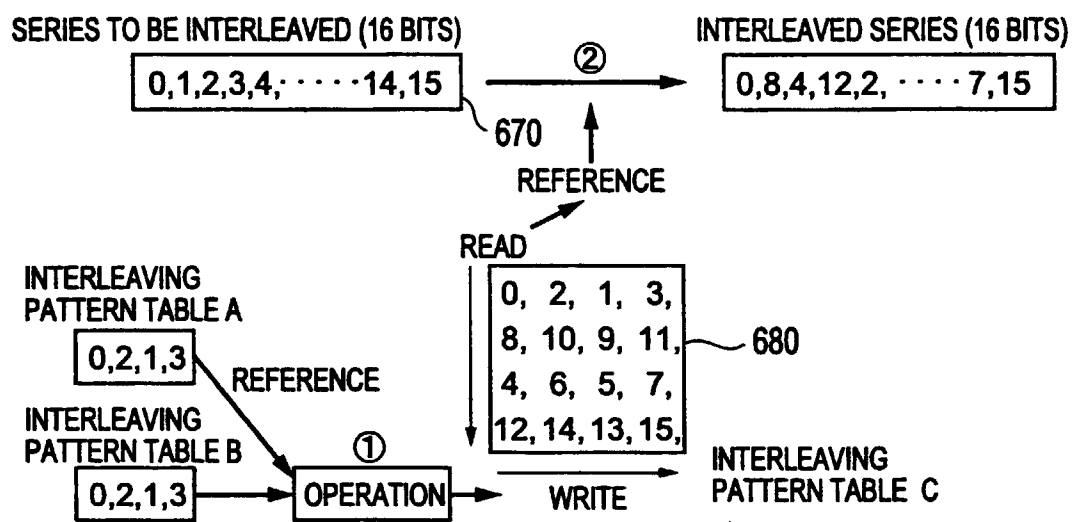 SERIES TO BE INTERLEAVED (16 BITS)
0,1,2,3,4,·····14,15
670
②
INTERLEAVED SERIES (16 BITS)
0,8,4,12,2, ····7,15
REFERENCE
READ
0, 2, 1, 3,
8, 10, 9, 11,
4, 6, 5, 7,
12, 14, 13, 15,
680
INTERLEAVING
PATTERN TABLE A
0,2,1,3
REFERENCE
INTERLEAVING
PATTERN TABLE B
0,2,1,3
①
OPERATION
WRITE
INTERLEAVING
PATTERN TABLE C